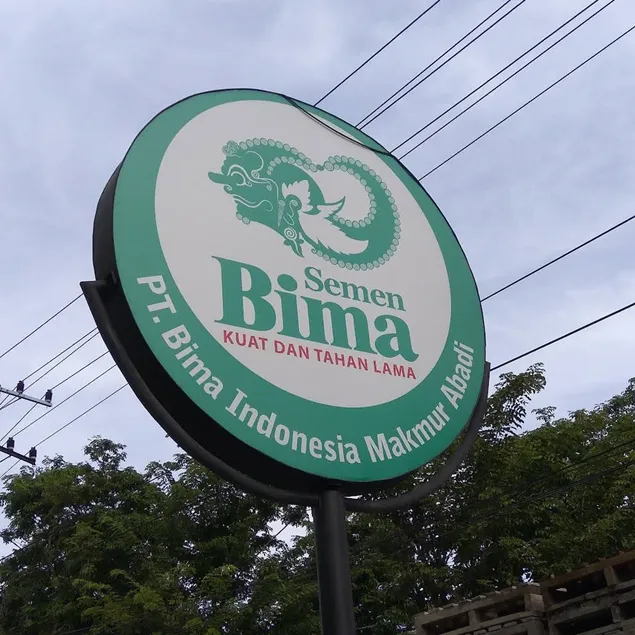 Semen
Bima
KUAT DAN TAHAN LAMA
PT. Bima Indonesia Makmur Abadi